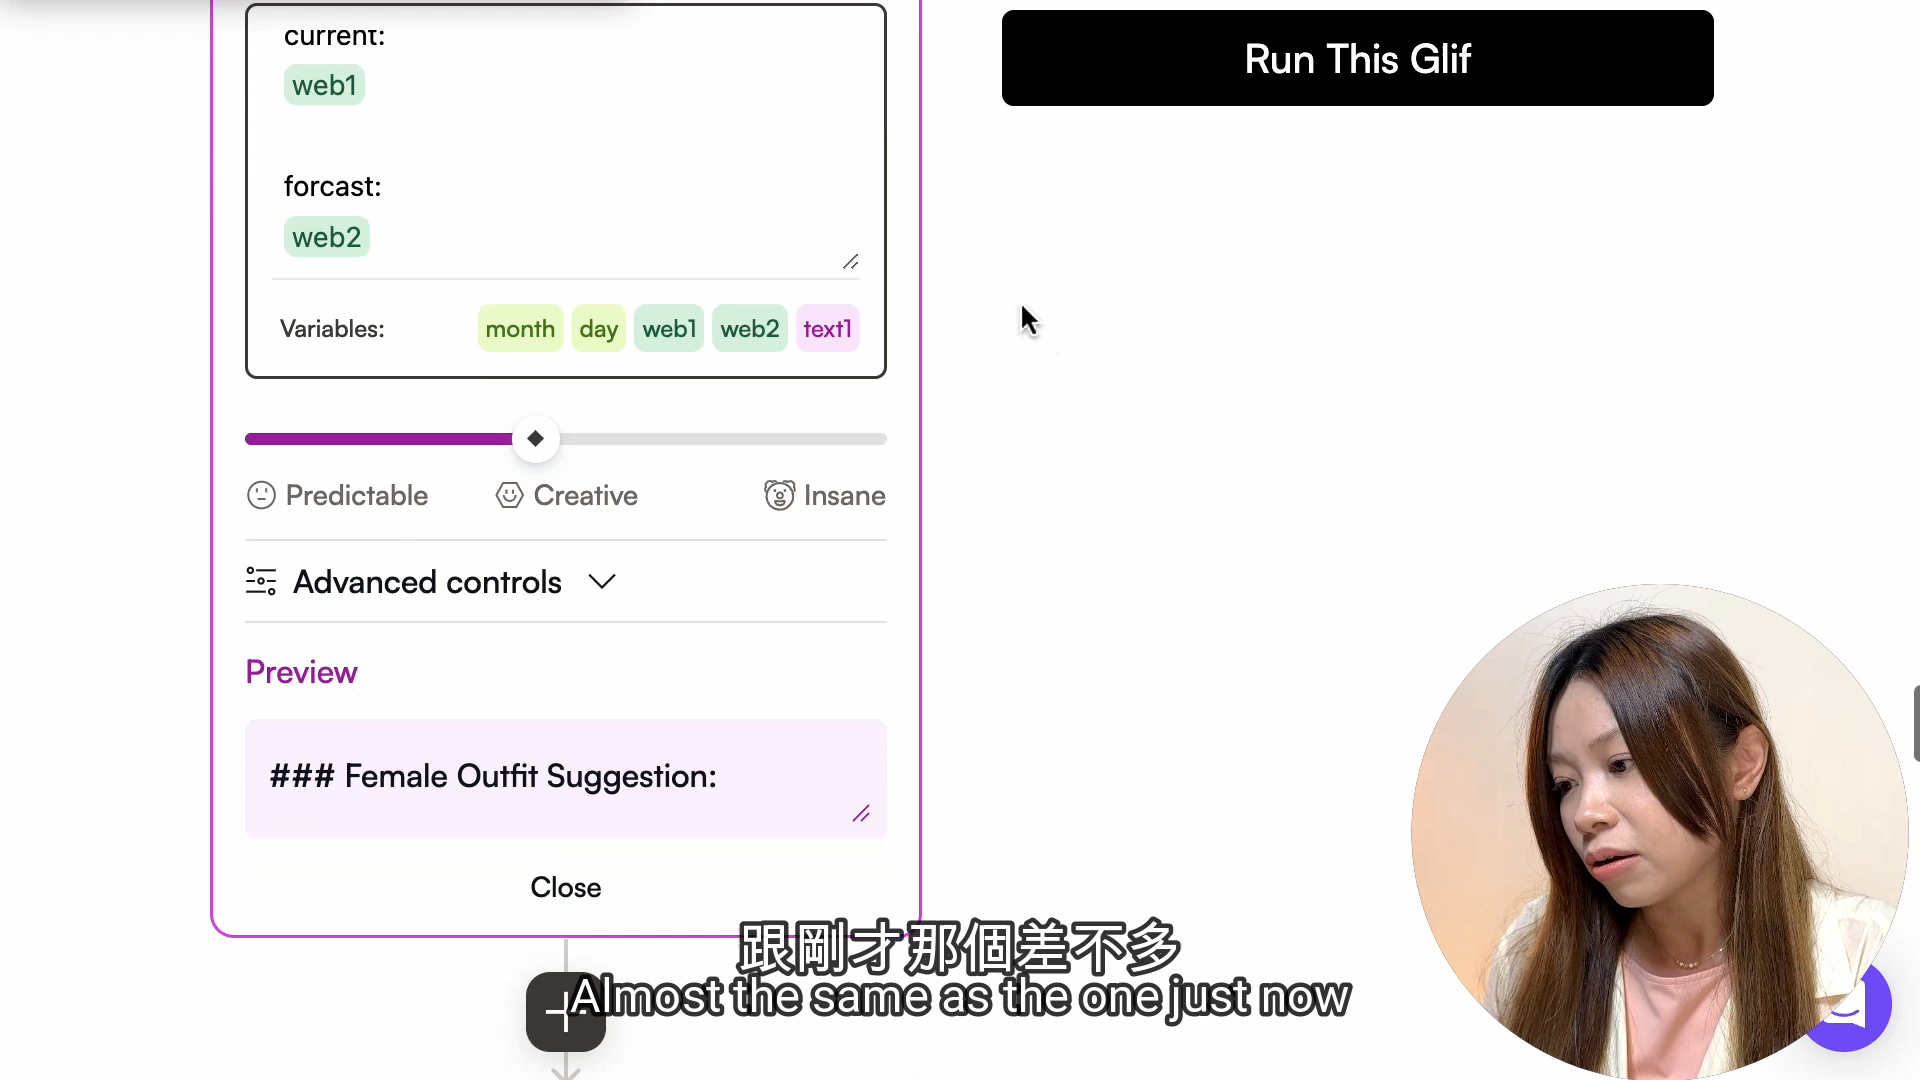 current:
web1
forcast:
web2
Variables: month day web1 web2 text1
Predictable Creative Insane
Advanced controls
Preview
### Female Outfit Suggestion:
Close
Run This Glif
跟剛才那個差不多
Almost the same as the one just now